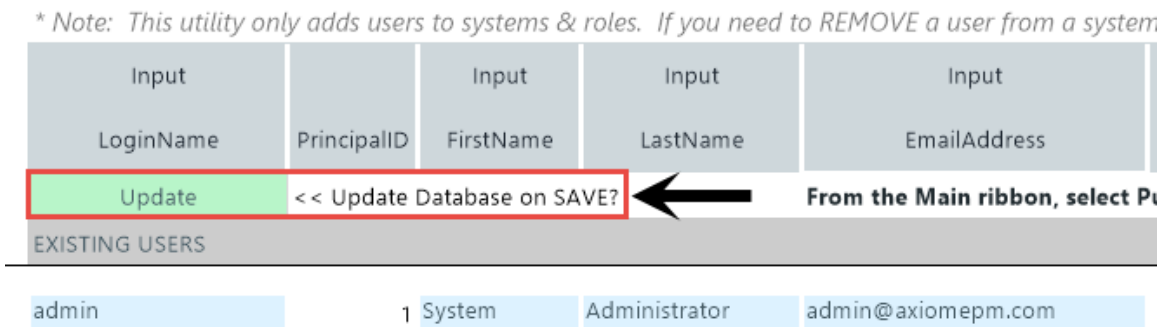 * Note: This utility only adds users to systems & roles. If you need to REMOVE a user from a system
Input Input Input Input
LoginName PrincipalID FirstName LastName EmailAddress
Update << Update Database on SAVE? From the Main ribbon, select
EXISTING USERS
admin 1 System Administrator admin@axiomepm.com